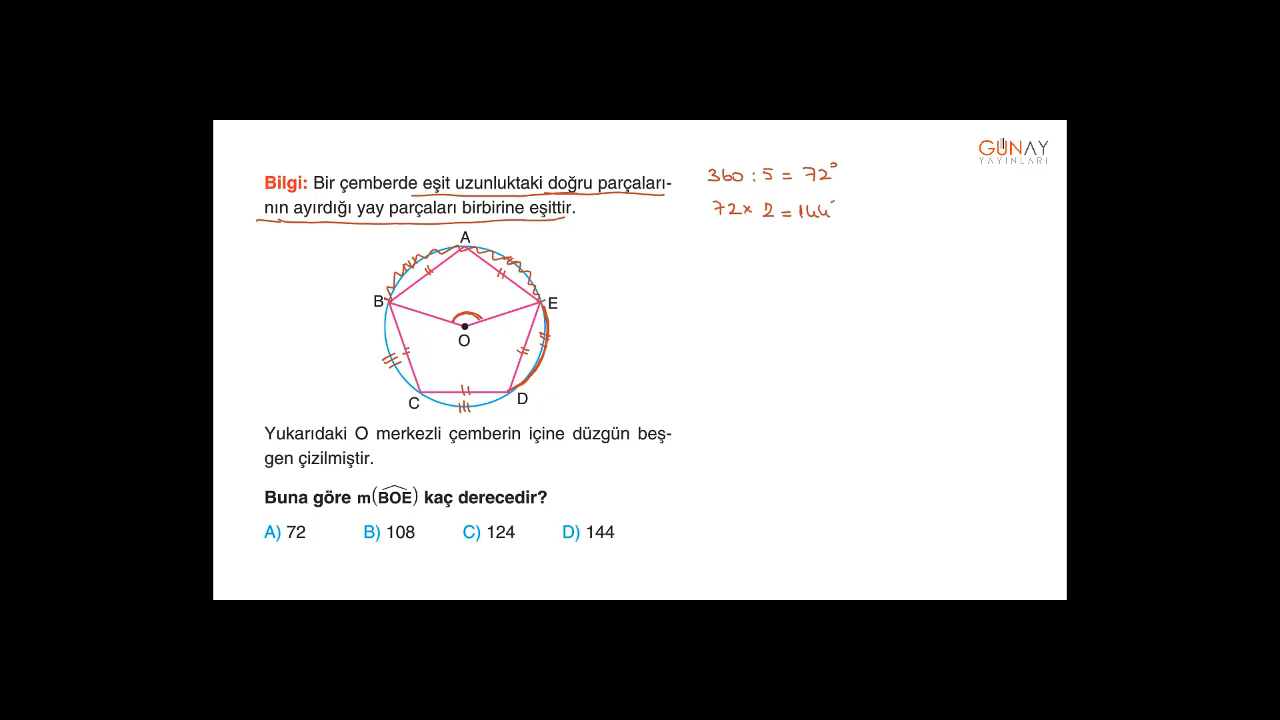 GÜNAY
YAYINLARI
360 : 5 = 72°
72 x 2 = 144°
Bilgi: Bir çemberde eşit uzunluktaki doğru parçaları-
nın ayırdığı yay parçaları birbirine eşittir.
A
B
E
O
C
D
Yukarıdaki O merkezli çemberin içine düzgün beş-
gen çizilmiştir.
Buna göre m(BOE) kaç derecedir?
A) 72 B) 108 C) 124 D) 144